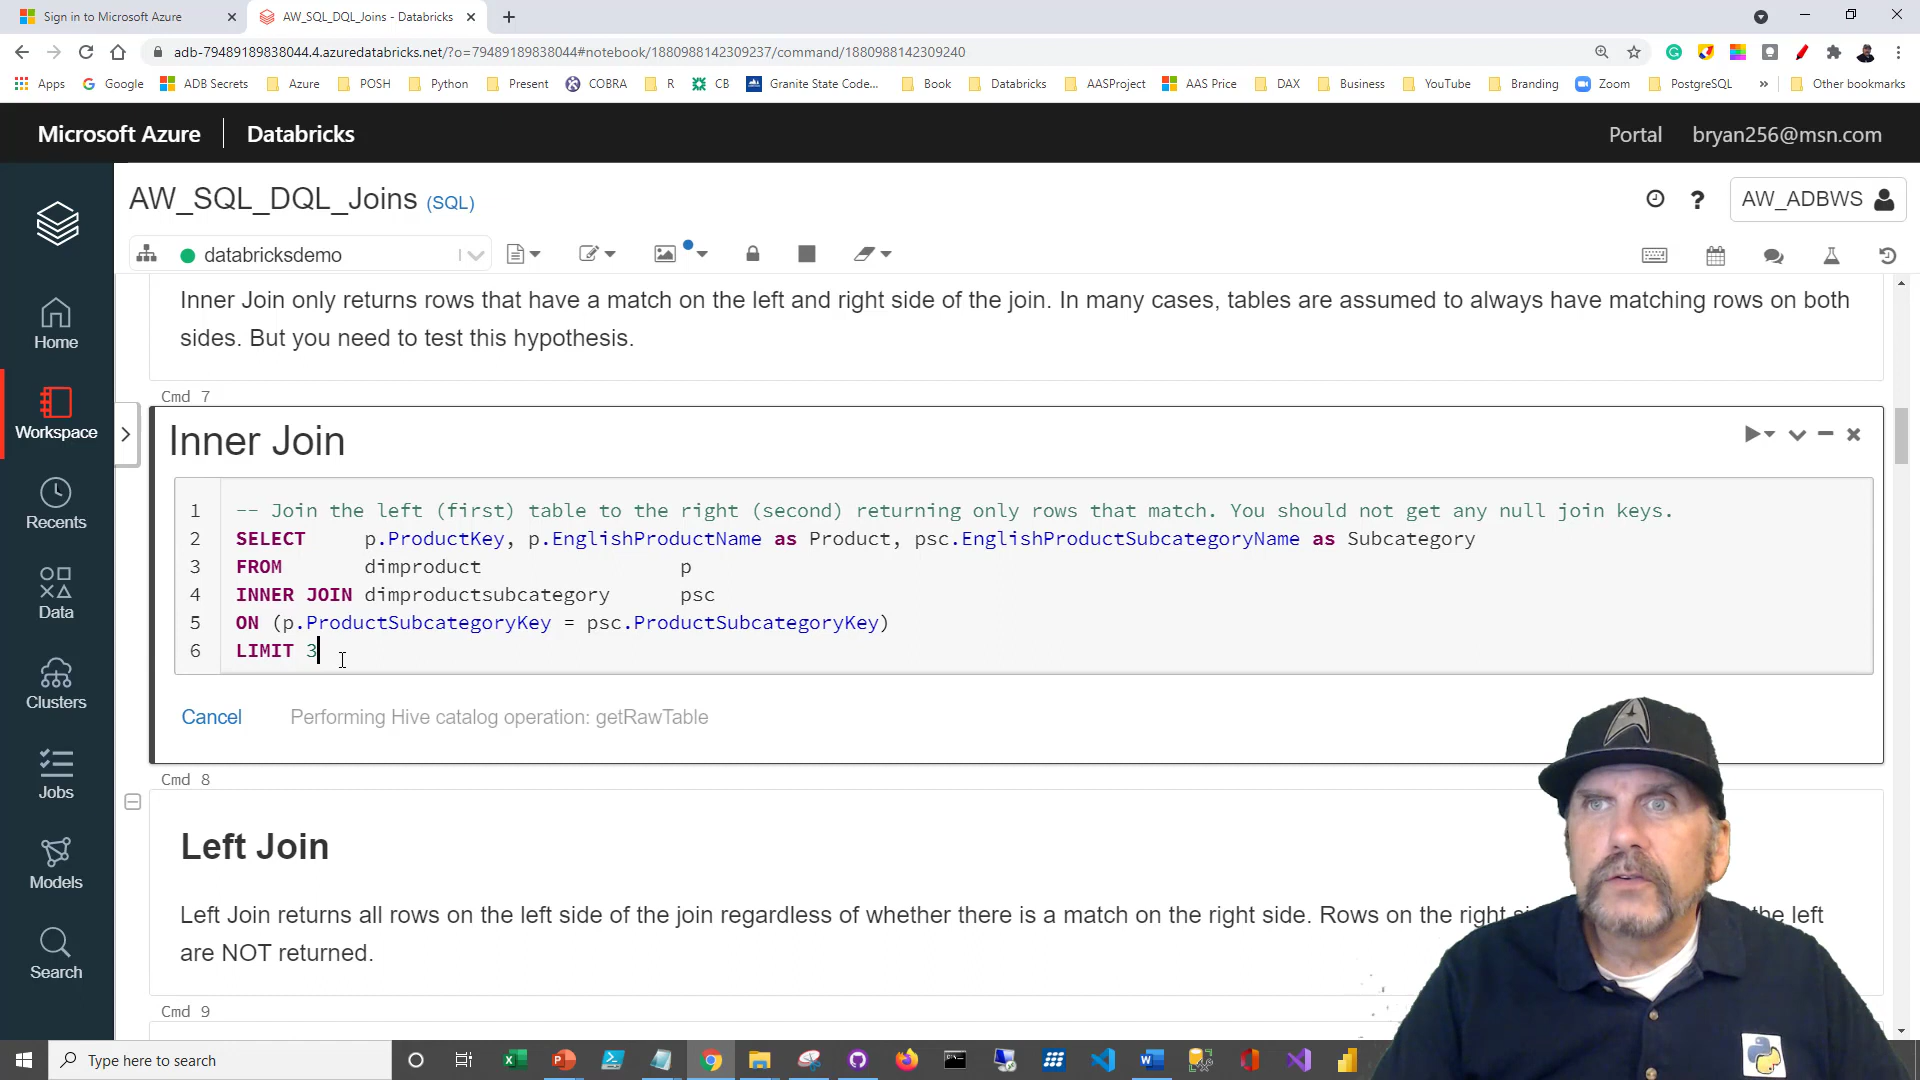 Sign in to Microsoft Azure
AW_SQL_DQL_Joins - Databricks
adb-79489189838044.4.azuredatabricks.net/?o=79489189838044#notebook/1880988142309237/command/1880988142309240
Apps Google ADB Secrets Azure POSH Python Present COBRA R CB Granite State Code... Book Databricks AASProject AAS Price DAX Business YouTube Branding Zoom PostgreSQL » Other bookmarks
Microsoft Azure Databricks Portal bryan256@msn.com
AW_SQL_DQL_Joins (SQL) AW_ADBWS
databricksdemo
Home
Workspace
Recents
Data
Clusters
Jobs
Models
Search
Inner Join only returns rows that have a match on the left and right side of the join. In many cases, tables are assumed to always have matching rows on both
sides. But you need to test this hypothesis.
Cmd 7
Inner Join
1 -- Join the left (first) table to the right (second) returning only rows that match. You should not get any null join keys.
2 SELECT p.ProductKey, p.EnglishProductName as Product, psc.EnglishProductSubcategoryName as Subcategory
3 FROM dimproduct p
4 INNER JOIN dimproductsubcategory psc
5 ON (p.ProductSubcategoryKey = psc.ProductSubcategoryKey)
6 LIMIT 3
Cancel Performing Hive catalog operation: getRawTable
Cmd 8
Left Join
Left Join returns all rows on the left side of the join regardless of whether there is a match on the right side. Rows on the right the left
are NOT returned.
Cmd 9
Type here to search